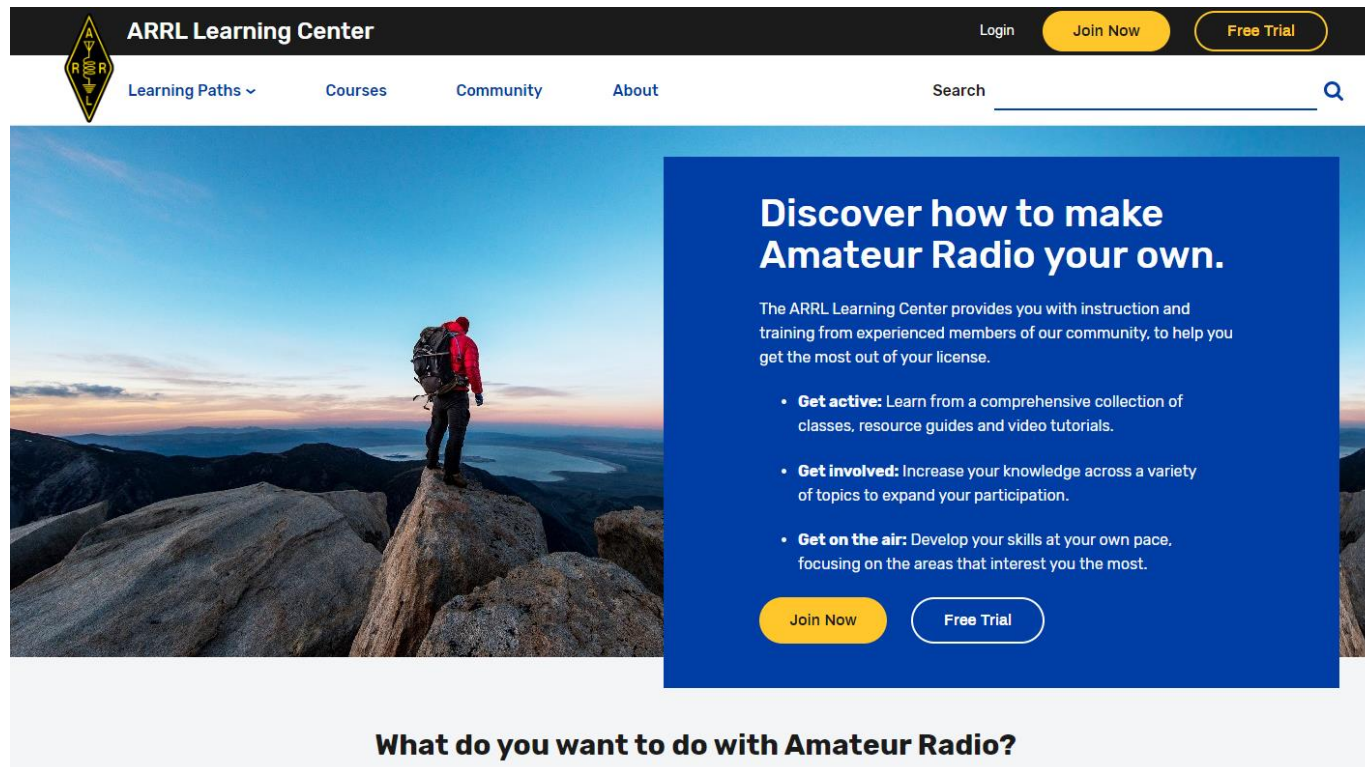 ARRL Learning Center
Login
Join Now
Free Trial
A
R R
L
Learning Paths
Courses
Community
About
Search
Discover how to make
Amateur Radio your own.
The ARRL Learning Center provides you with instruction and
training from experienced members of our community, to help you
get the most out of your license.
• Get active: Learn from a comprehensive collection of
classes, resource guides and video tutorials.
• Get involved: Increase your knowledge across a variety
of topics to expand your participation.
• Get on the air: Develop your skills at your own pace,
focusing on the areas that interest you the most.
Join Now
Free Trial
What do you want to do with Amateur Radio?